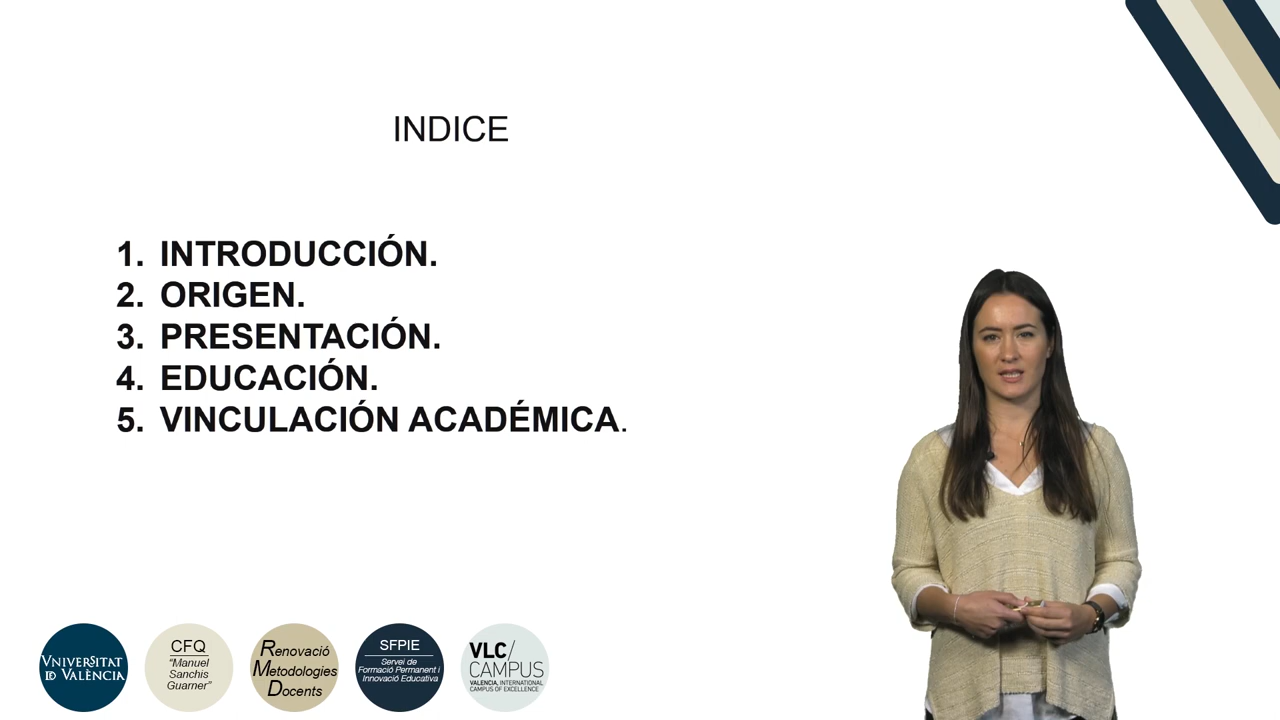 INDICE
1. INTRODUCCIÓN.
2. ORIGEN.
3. PRESENTACIÓN.
4. EDUCACIÓN.
5. VINCULACIÓN ACADÉMICA.
VNIVERSITAT
ID VALÈNCIA
CFQ
"Manuel
Sanchis
Guarner"
Renovació
Metodologies
Docents
SFPIE
Servei de
Formació Permanent i
Innovació Educativa
VLC/
CAMPUS
VALENCIA, INTERNATIONAL
CAMPUS OF EXCELLENCE